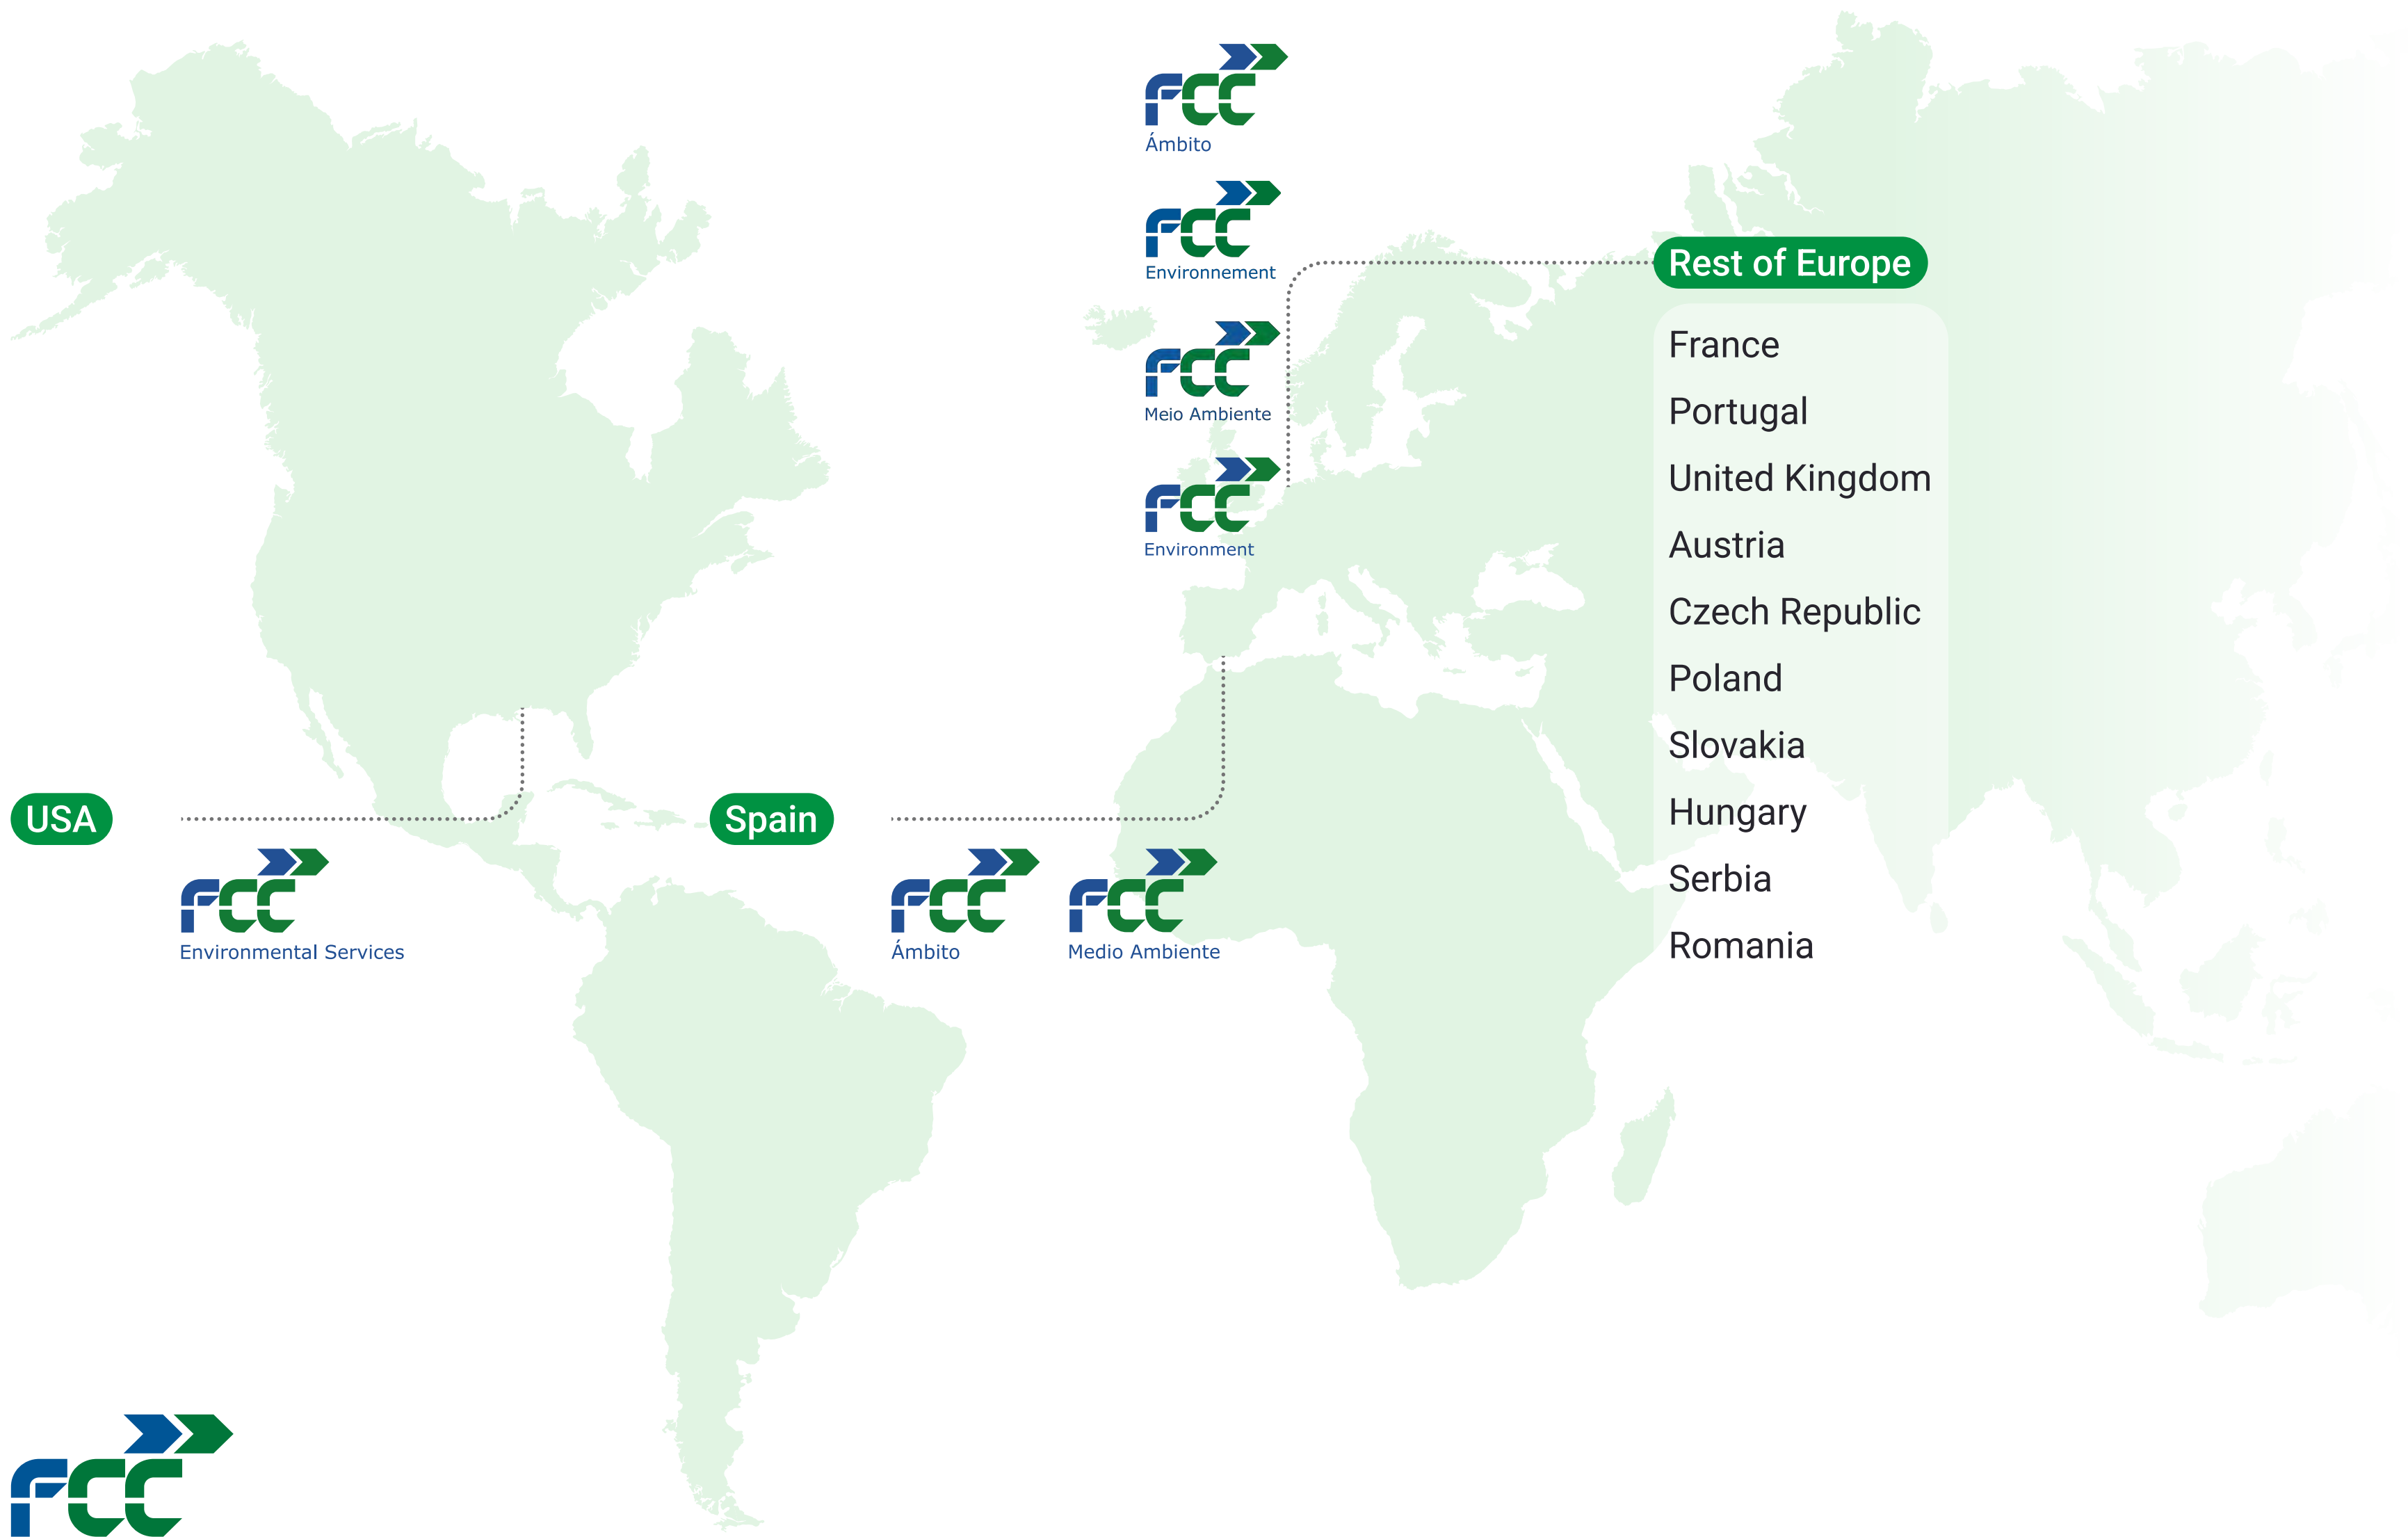 FCC
Ámbito
FCC
Environnement
FCC
Meio Ambiente
FCC
Environment
Rest of Europe
France
Portugal
United Kingdom
Austria
Czech Republic
Poland
Slovakia
Hungary
Serbia
Romania
USA
FCC
Environmental Services
Spain
FCC
Ámbito
FCC
Medio Ambiente
FCC